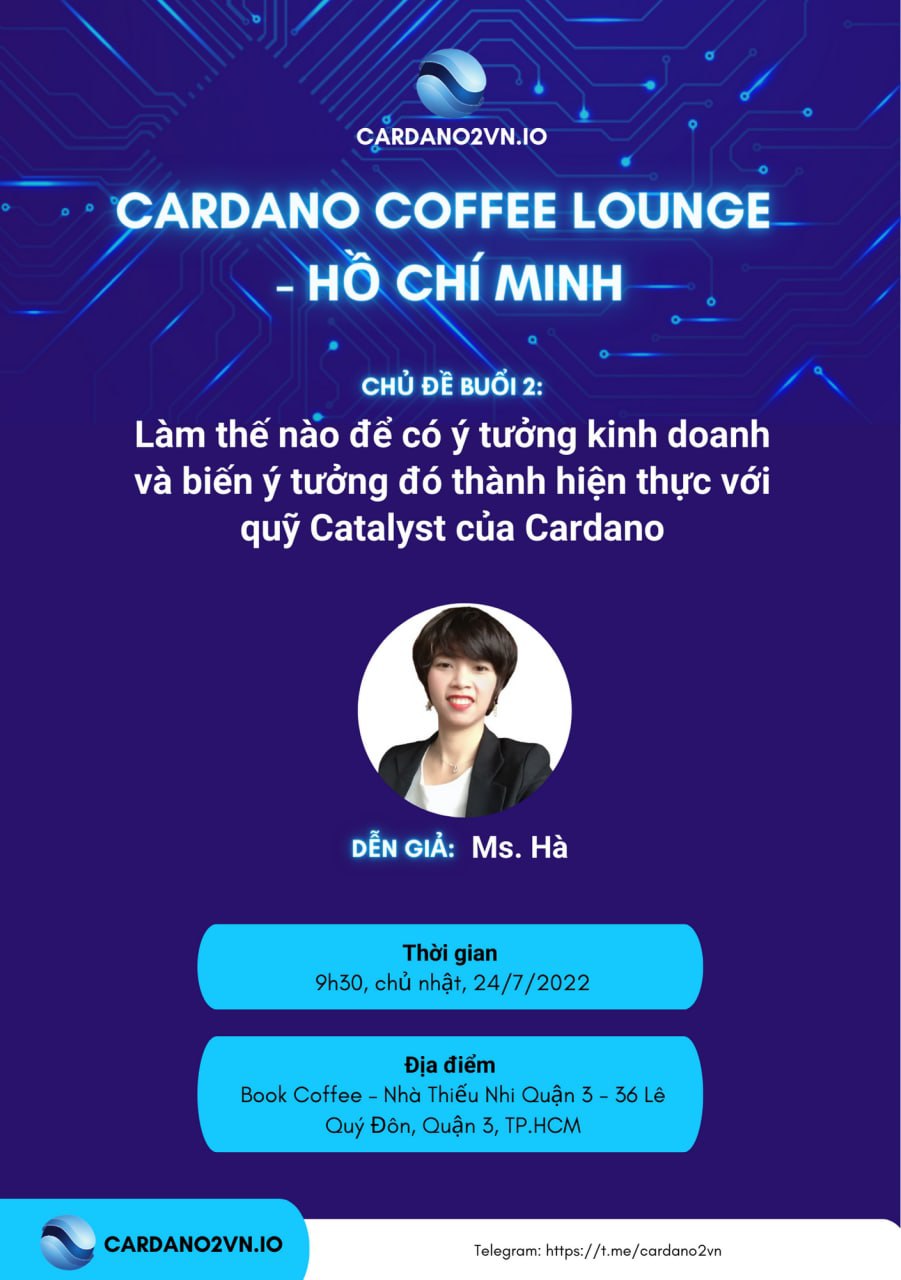 CARDANO2VN.IO
CARDANO COFFEE LOUNGE
- HỒ CHÍ MINH
CHỦ ĐỀ BUỔI 2:
Làm thế nào để có ý tưởng kinh doanh
và biến ý tưởng đó thành hiện thực với
quỹ Catalyst của Cardano
DỄN GIẢ: Ms. Hà
Thời gian
9h30, chủ nhật, 24/7/2022
Địa điểm
Book Coffee – Nhà Thiếu Nhi Quận 3 - 36 Lê
Quý Đôn, Quận 3, TP.HCM
CARDANO2VN.IO
Telegram: https://t.me/cardano2vn